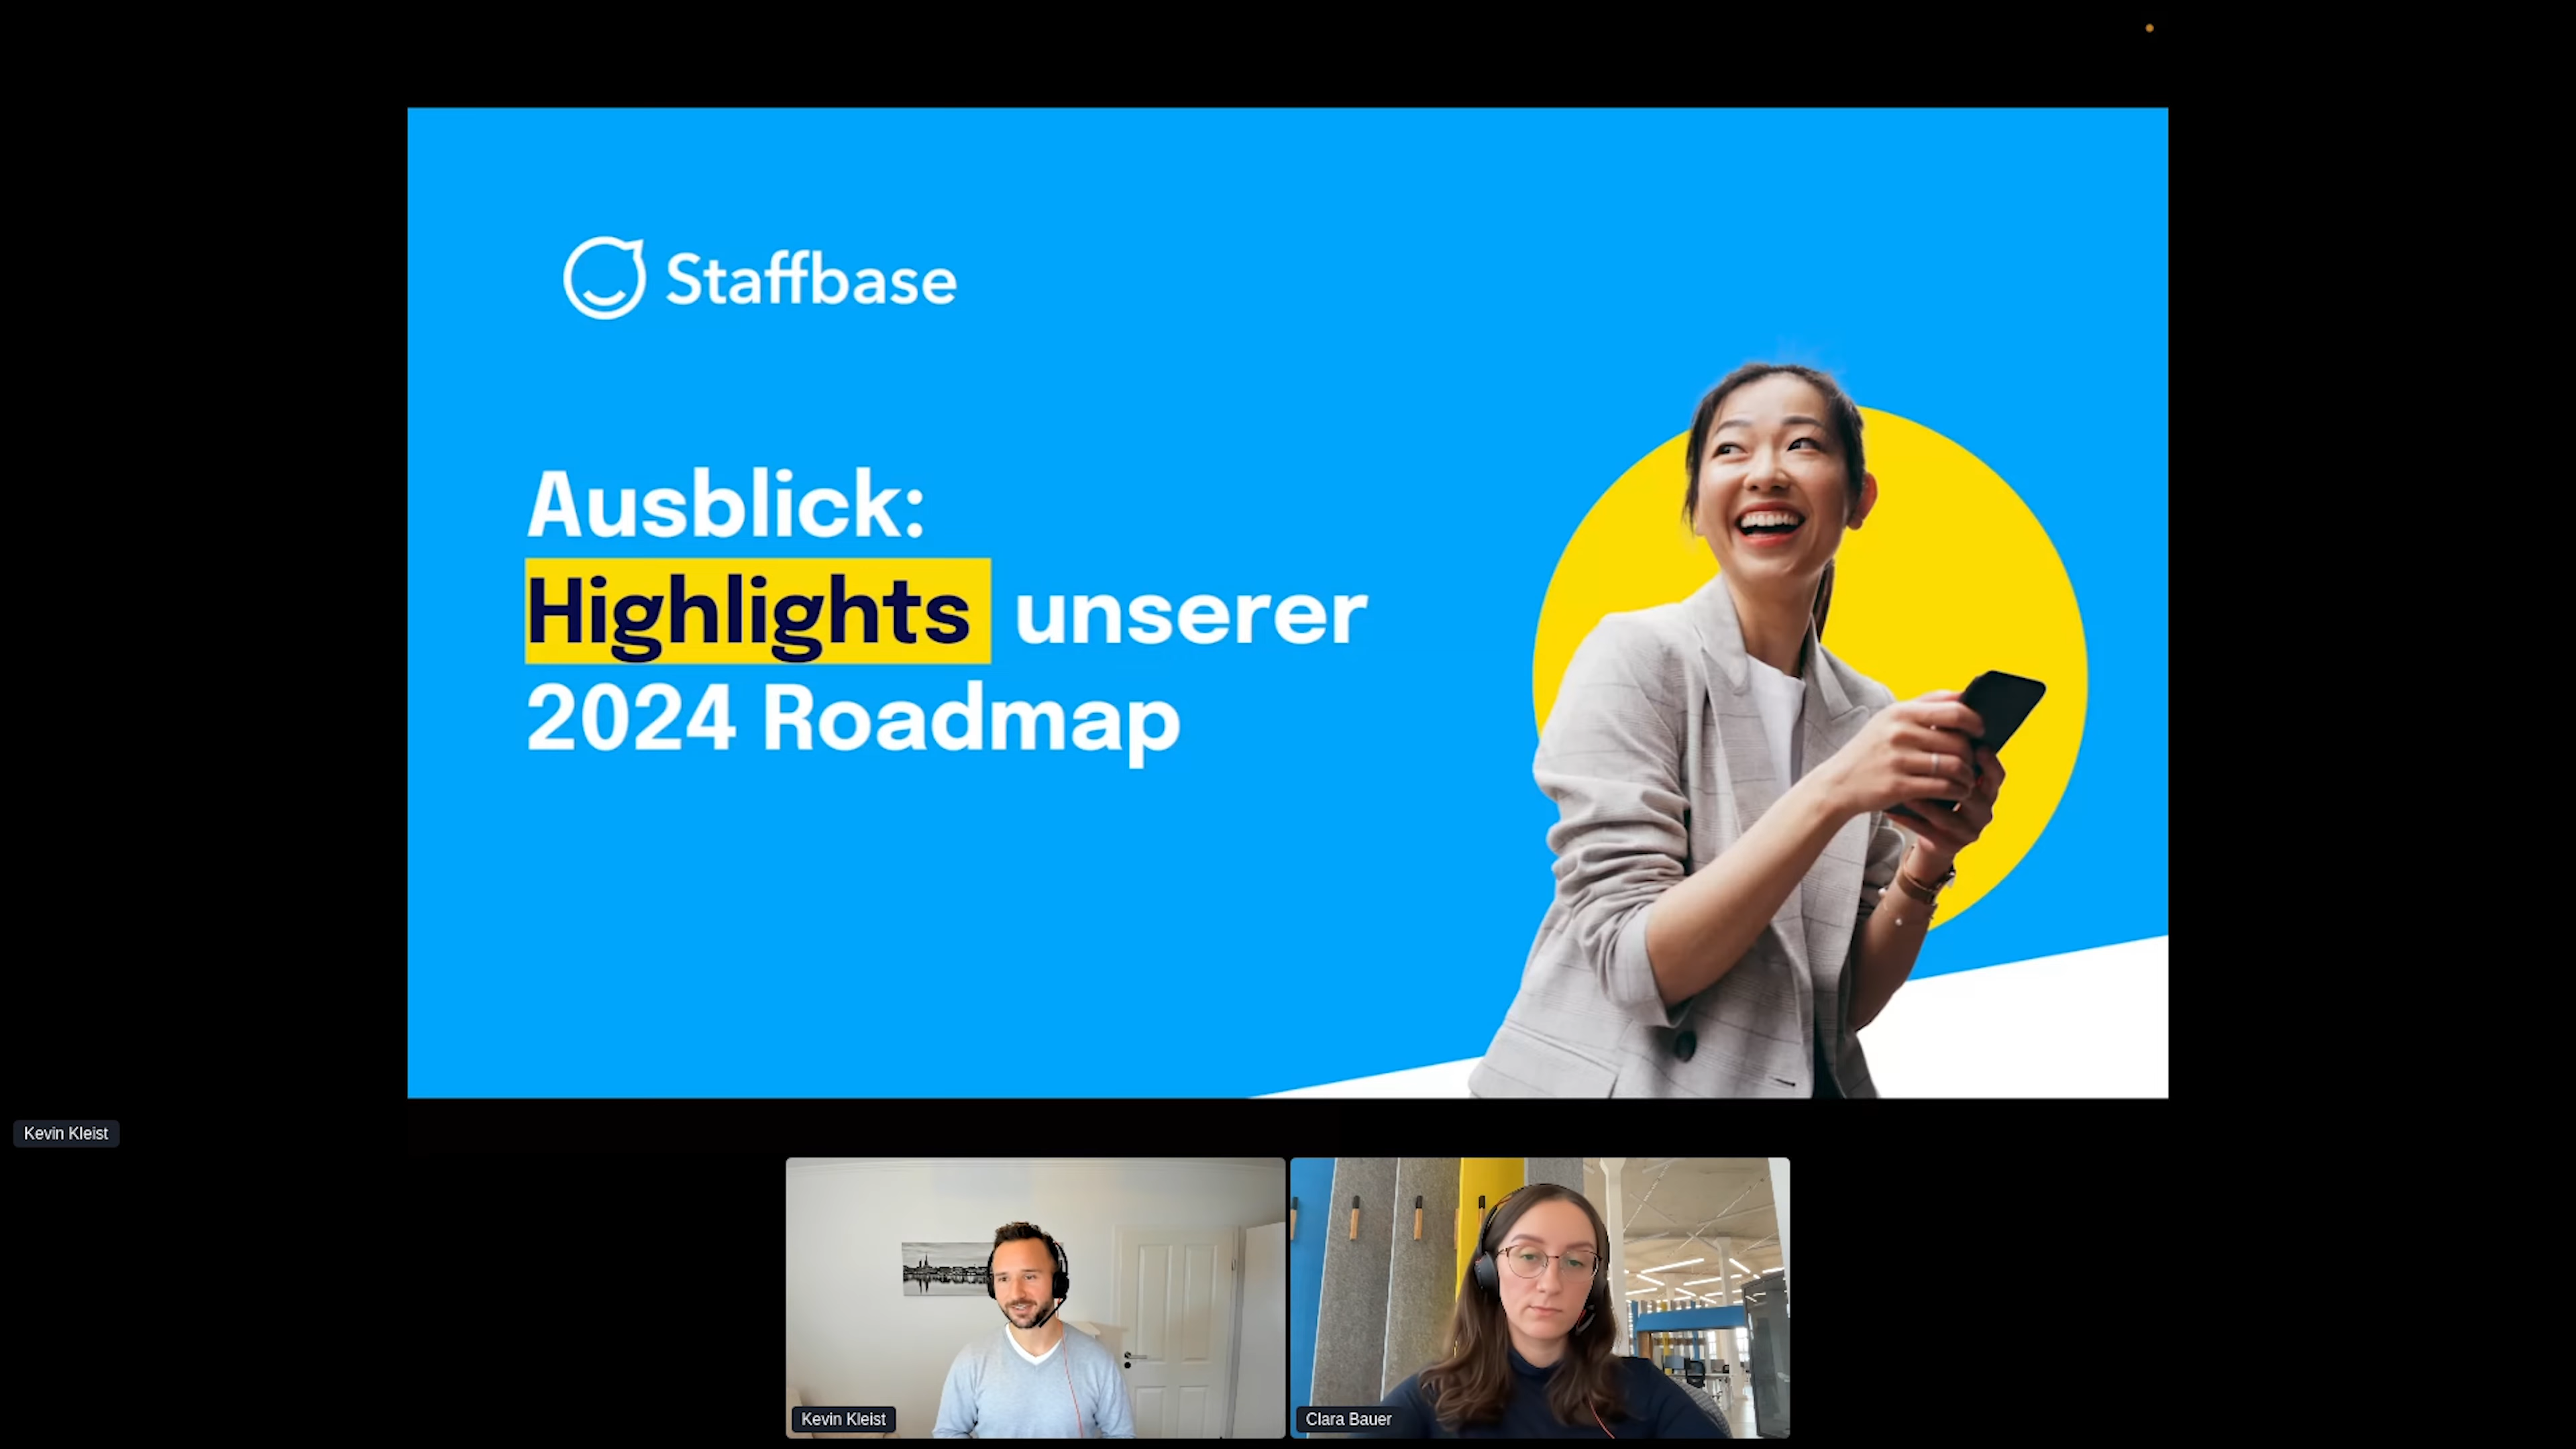 Staffbase
Ausblick:
Highlights unserer
2024 Roadmap
Kevin Kleist
Kevin Kleist
Clara Bauer